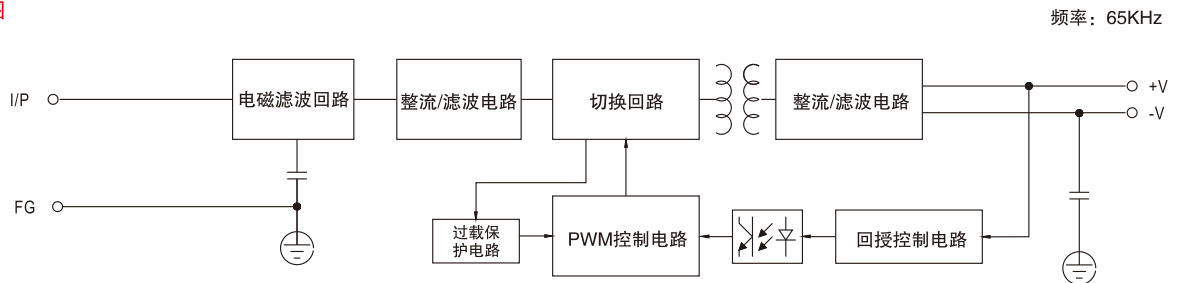 频率：65KHz
I/P
电磁滤波回路
整流/滤波电路
切换回路
整流/滤波电路
+V
-V
FG
过载保
护电路
PWM控制电路
回授控制电路